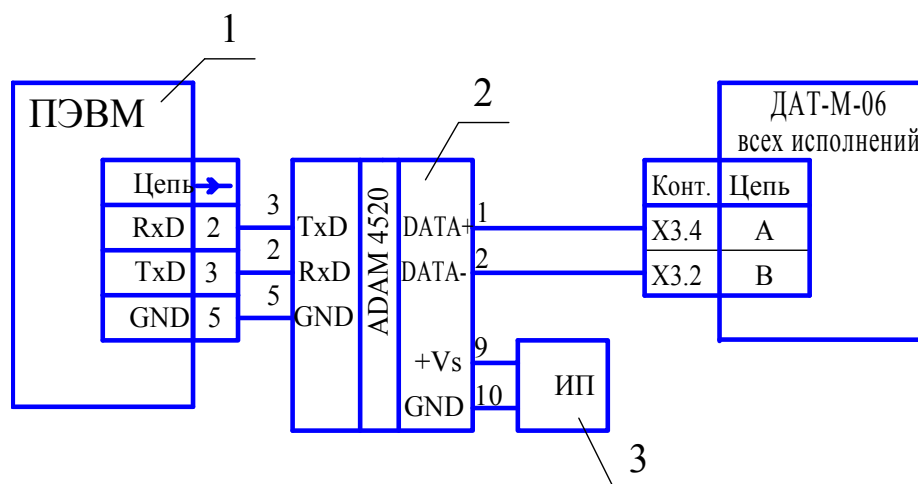 1
ПЭВМ
Цепь
RxD 2
TxD 3
GND 5
3
2
5
TxD
RxD
GND
ADAM 4520
2
DATA+
DATA-
+Vs
GND
1
2
9
10
ИП
3
ДАТ-М-06
всех исполнений
Конт. Цепь
X3.4 A
X3.2 B